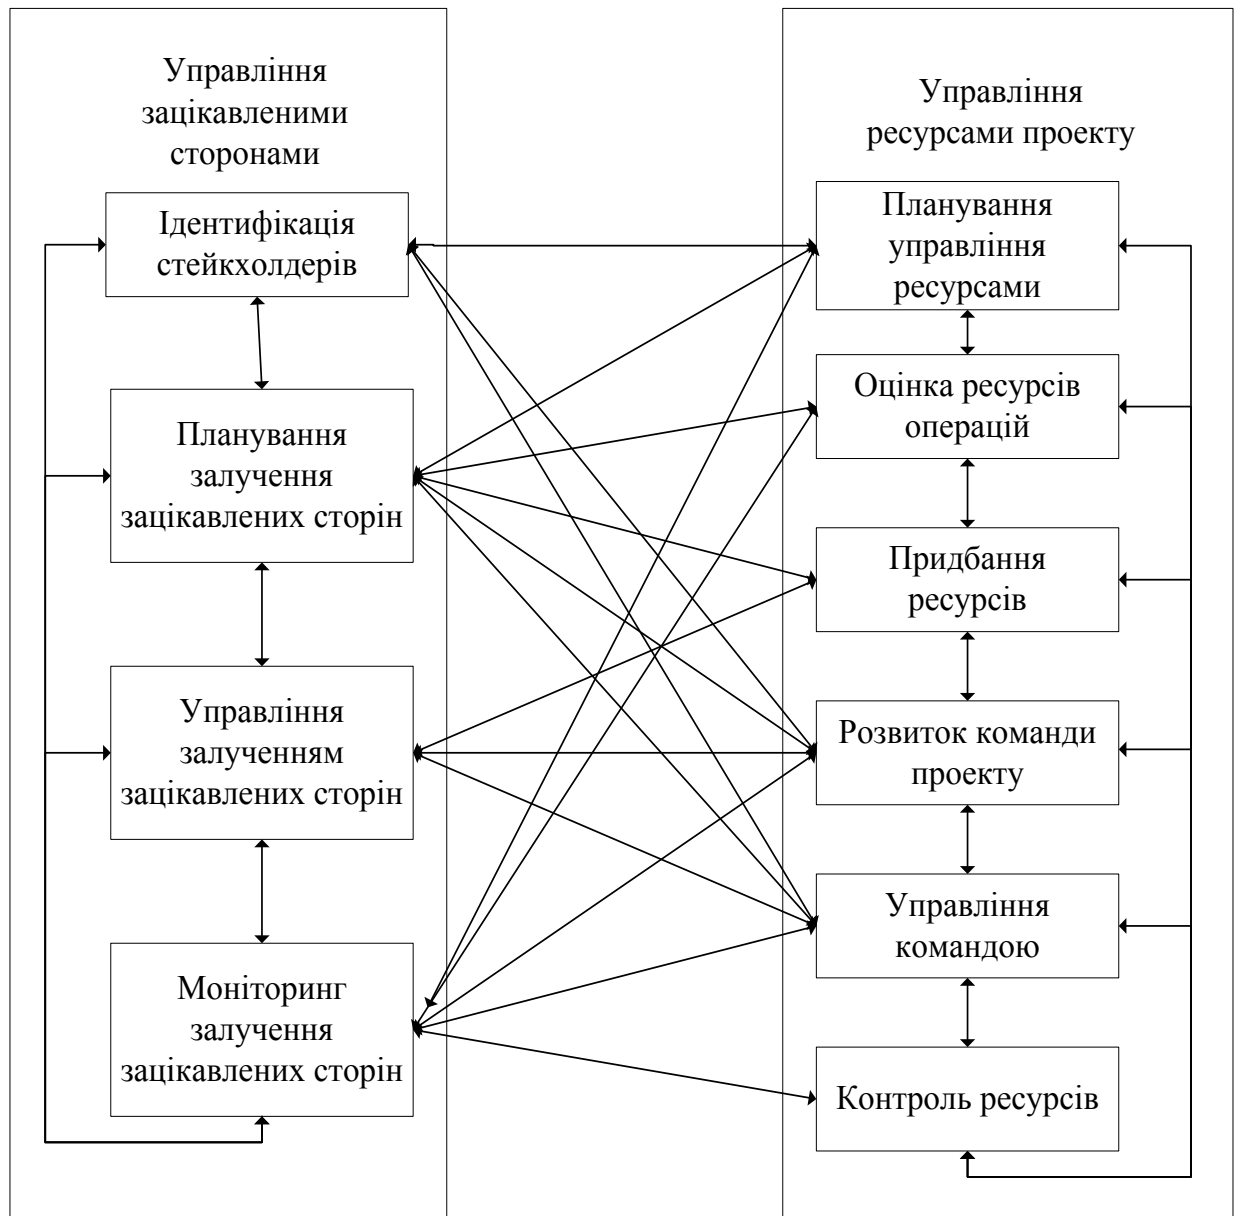 Управління
зацікавленими
сторонами
Ідентифікація
стейкхолдерів
Планування
залучення
зацікавлених сторін
Управління
залученням
зацікавлених сторін
Моніторинг
залучення
зацікавлених сторін
Управління
ресурсами проекту
Планування
управління
ресурсами
Оцінка ресурсів
операцій
Придбання
ресурсів
Розвиток команди
проекту
Управління
командою
Контроль ресурсів